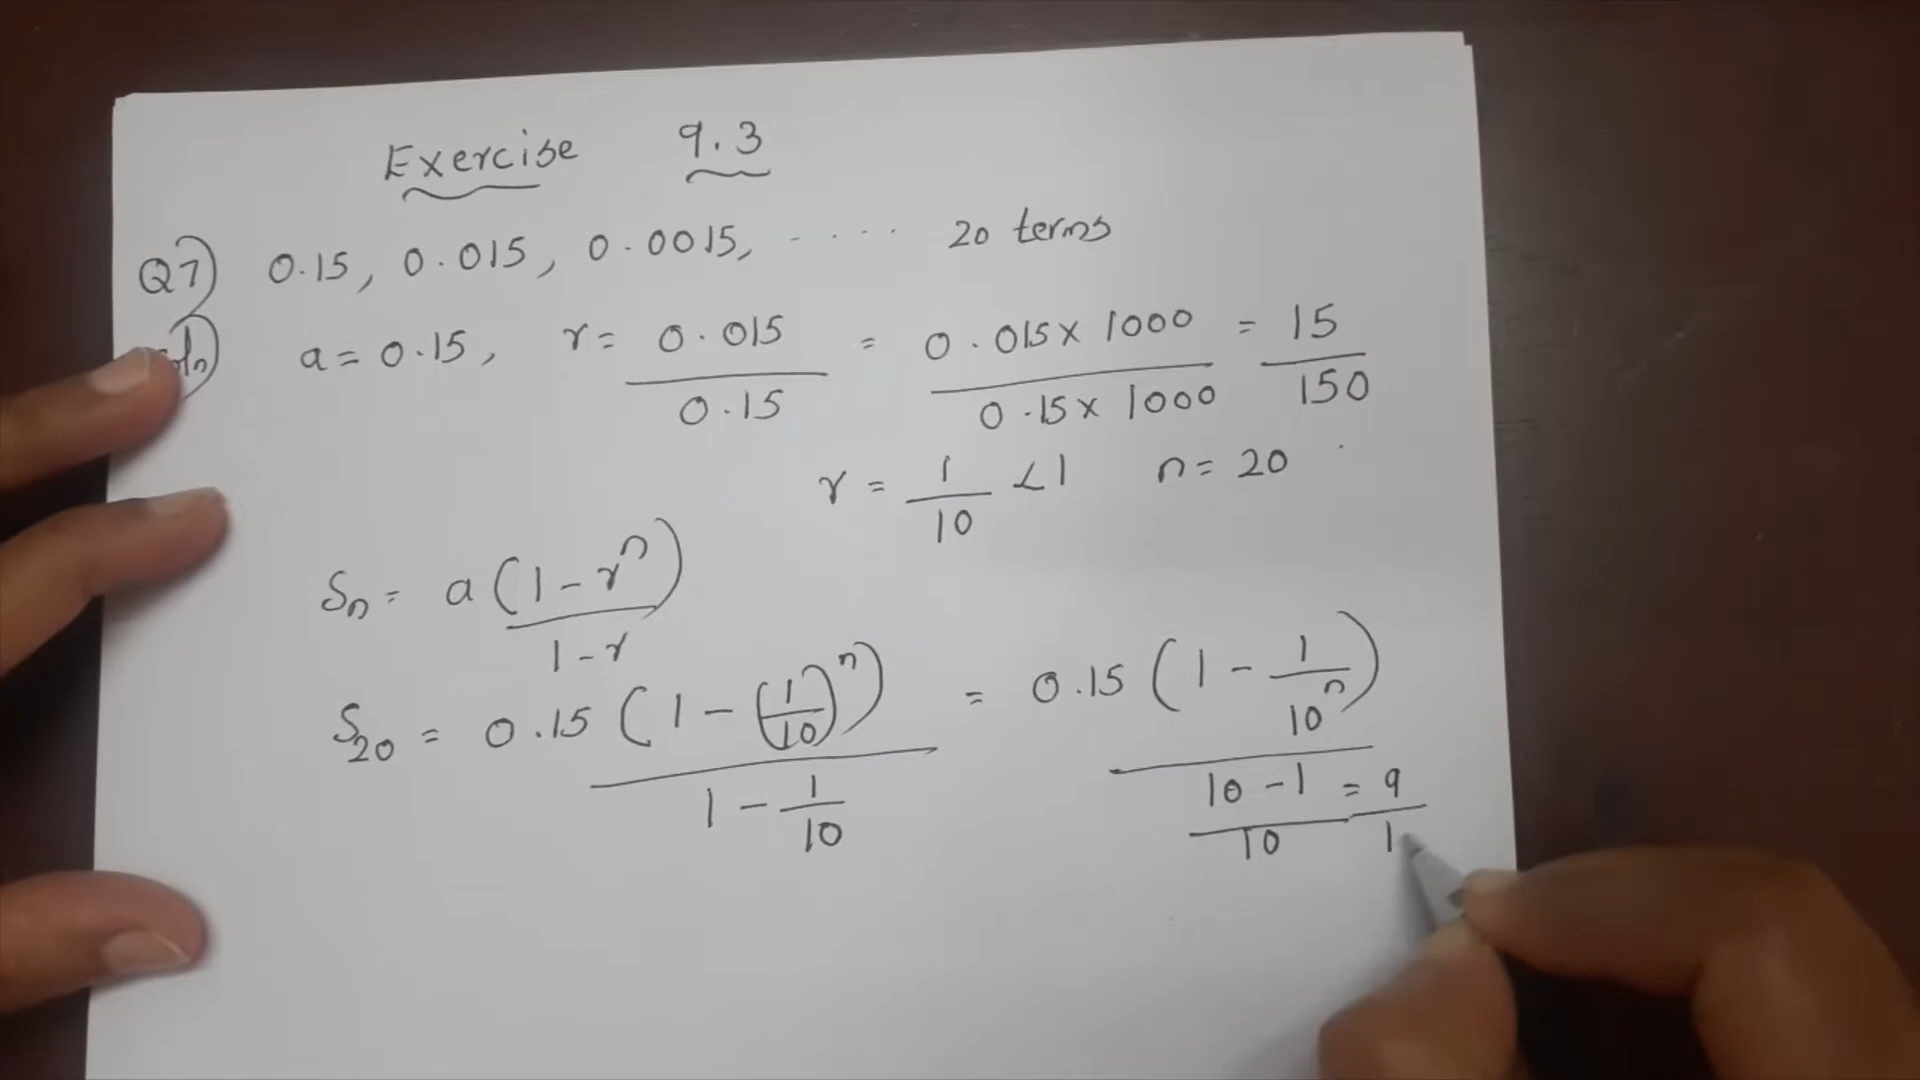 Exercise 9.3
Q7) 0.15, 0.015, 0.0015, ..... 20 terms
Soln) a = 0.15, r = 0.015/0.15 = 0.015 x 1000/0.15 x 1000 = 15/150
r = 1/10 < 1 n = 20
Sn = a(1 - r^n)/1 - r
S20 = 0.15(1 - (1/10)^n)/1 - 1/10 = 0.15(1 - 1/10^n)/10 - 1/10 = 9/1